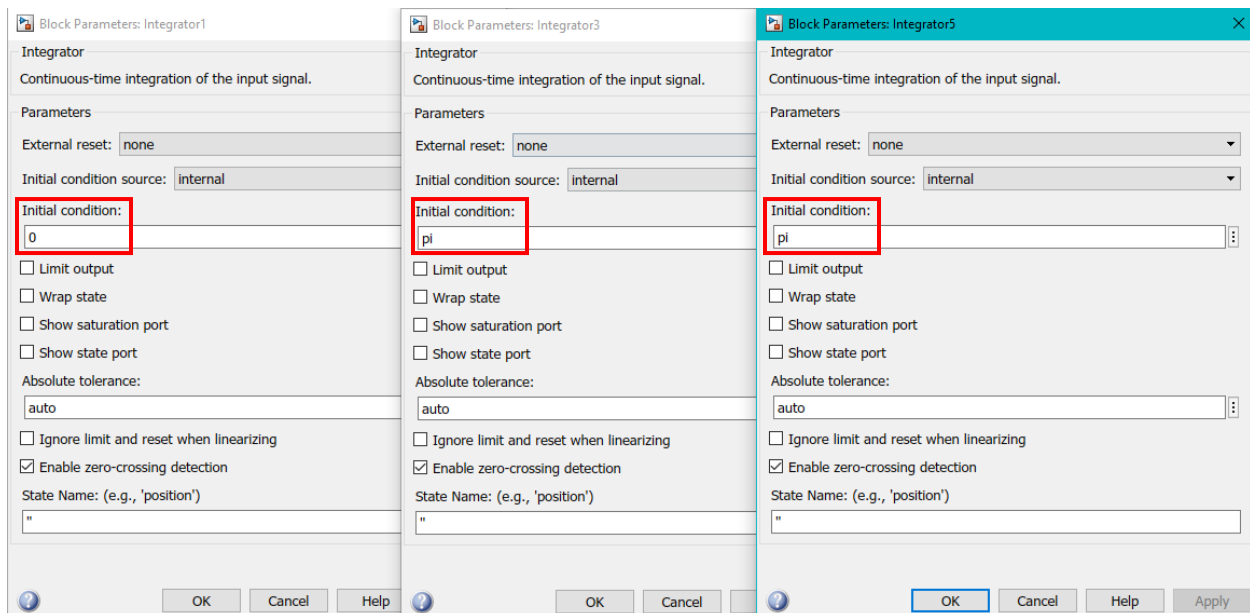 Block Parameters: Integrator1
Integrator
Continuous-time integration of the input signal.
Parameters
External reset: none
Initial condition source: internal
Initial condition:
0
Limit output
Wrap state
Show saturation port
Show state port
Absolute tolerance:
auto
Ignore limit and reset when linearizing
Enable zero-crossing detection
State Name: (e.g., 'position')
''
OK Cancel Help
Block Parameters: Integrator3
Integrator
Continuous-time integration of the input signal.
Parameters
External reset: none
Initial condition source: internal
Initial condition:
pi
Limit output
Wrap state
Show saturation port
Show state port
Absolute tolerance:
auto
Ignore limit and reset when linearizing
Enable zero-crossing detection
State Name: (e.g., 'position')
''
OK Cancel
Block Parameters: Integrator5
Integrator
Continuous-time integration of the input signal.
Parameters
External reset: none
Initial condition source: internal
Initial condition:
pi
Limit output
Wrap state
Show saturation port
Show state port
Absolute tolerance:
auto
Ignore limit and reset when linearizing
Enable zero-crossing detection
State Name: (e.g., 'position')
''
OK Cancel Help Apply